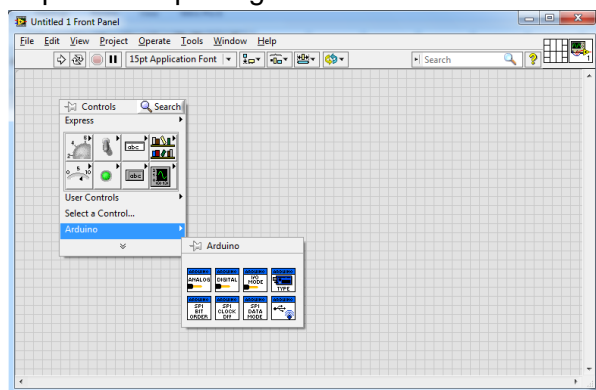 Untitled 1 Front Panel
File Edit View Project Operate Tools Window Help
15pt Application Font
Search
Controls Search
Express
abc
abc
User Controls
Select a Control...
Arduino
Arduino
ANALOG DIGITAL I/O MODE TYPE
SPI BIT ORDER SPI CLOCK DIV SPI DATA MODE